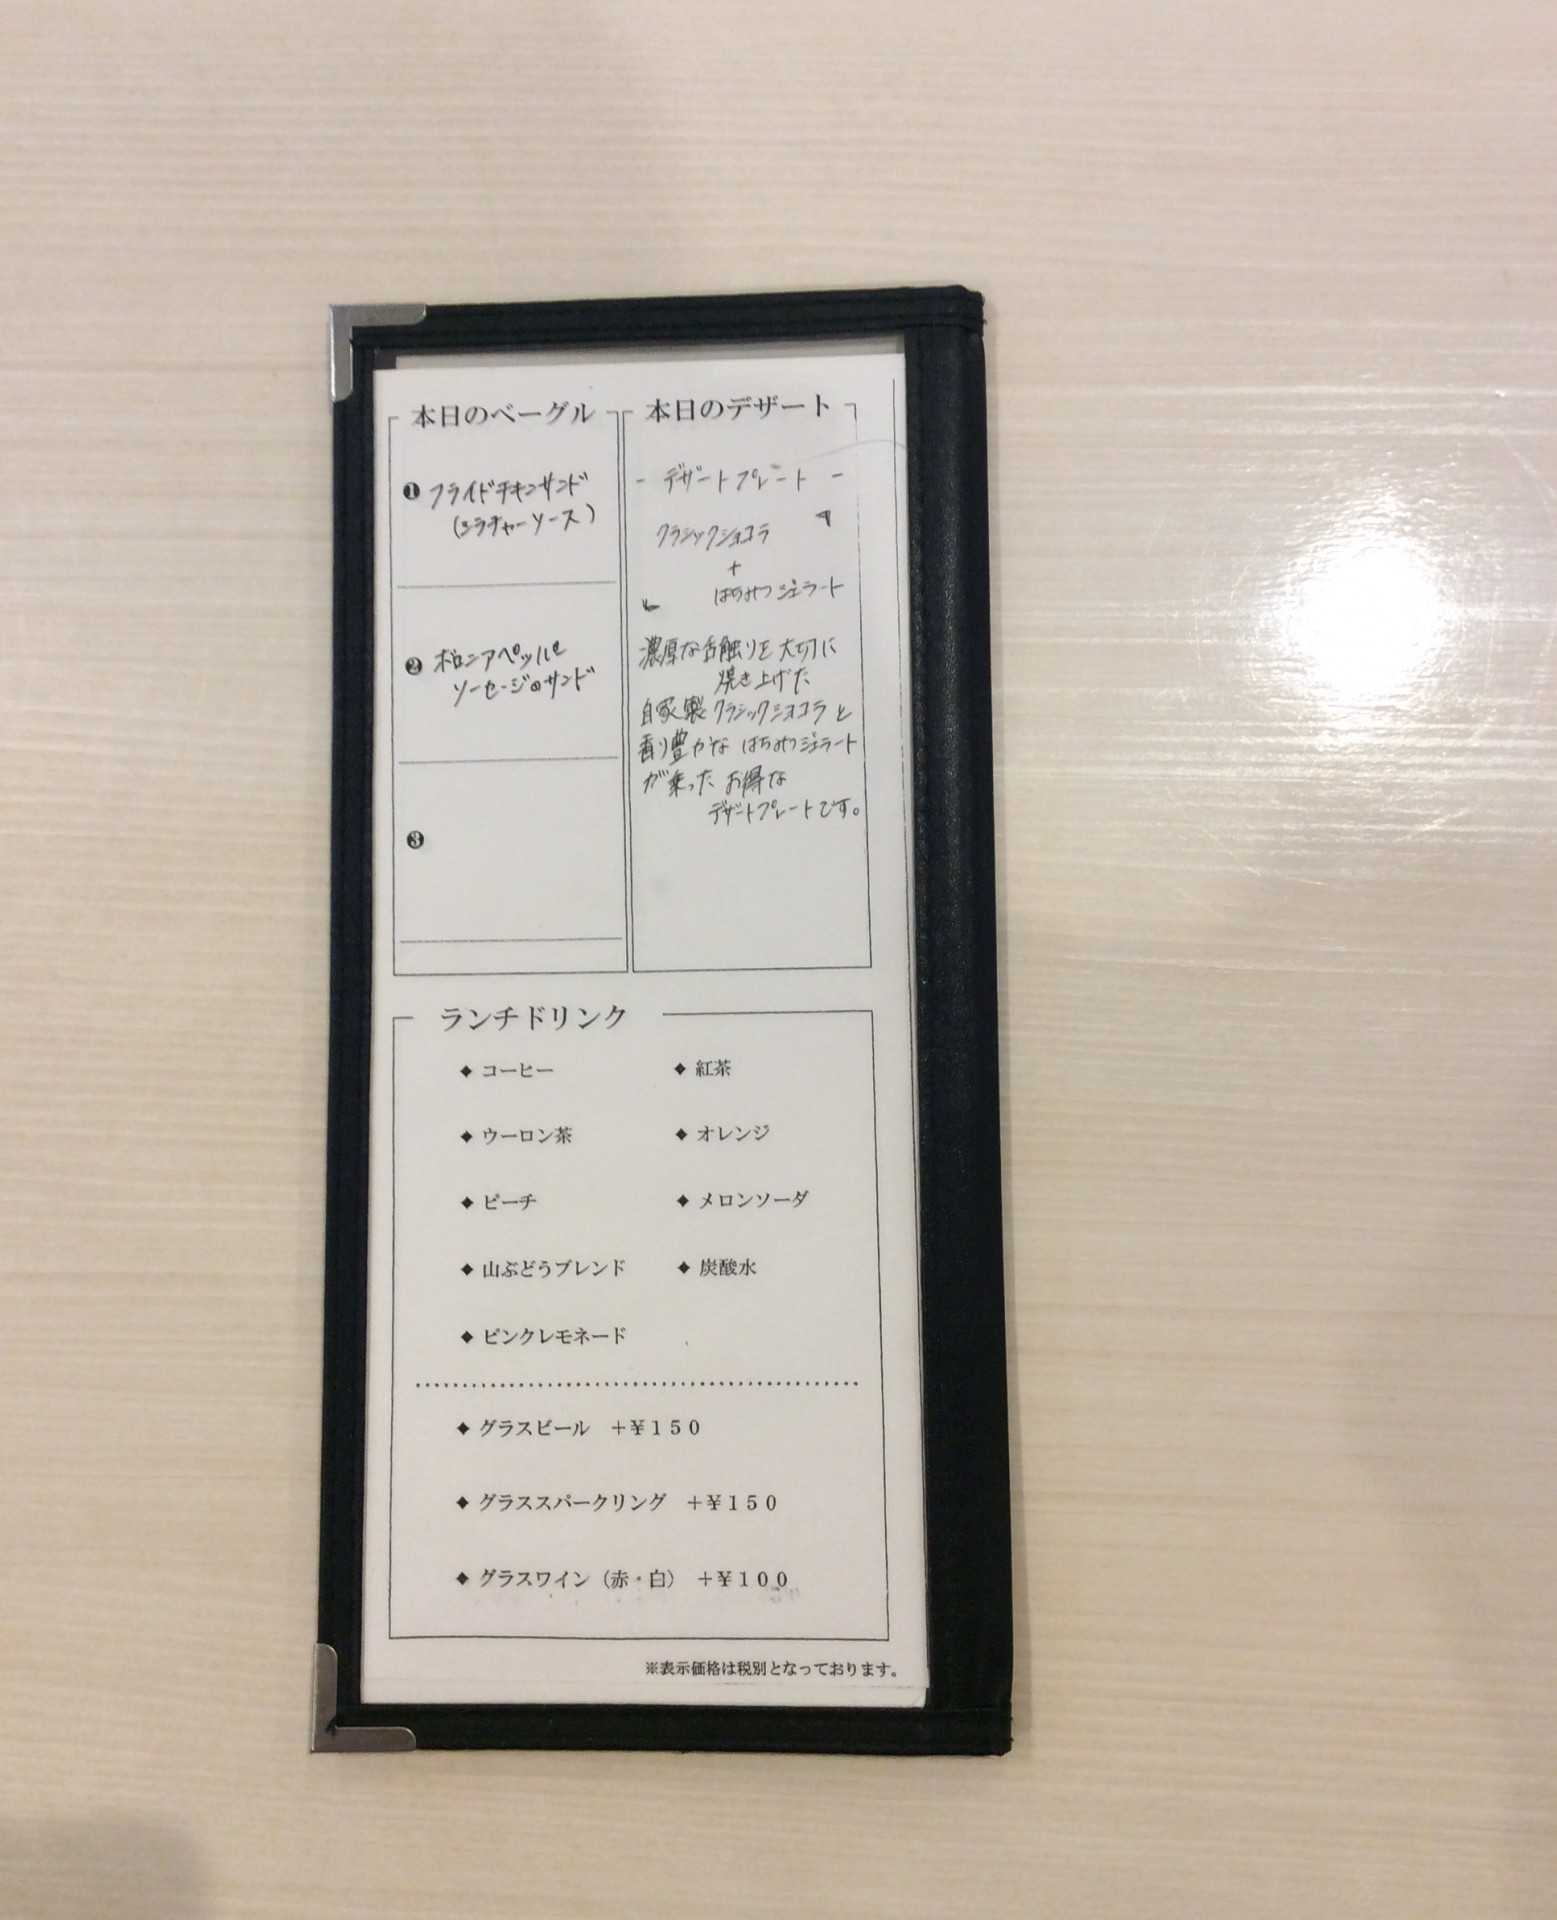 本日のベーグル
❶ フライドチキンサンド
(シラチャーソース)
❷ ボロニアペッパー
ソーセージのサンド
❸
本日のデザート
- デザートプレート -
クラシックショコラ
+
はちみつジェラート
濃厚な舌触りを大切に
焼き上げた
自家製クラシックショコラと
香り豊かな はちみつジェラート
が乗った お得な
デザートプレートです。
ランチドリンク
◆ コーヒー ◆ 紅茶
◆ ウーロン茶 ◆ オレンジ
◆ ピーチ ◆ メロンソーダ
◆ 山ぶどうブレンド ◆ 炭酸水
◆ ピンクレモネード
◆ グラスビール +¥150
◆ グラススパークリング +¥150
◆ グラスワイン（赤・白） +¥100
※表示価格は税別となっております。